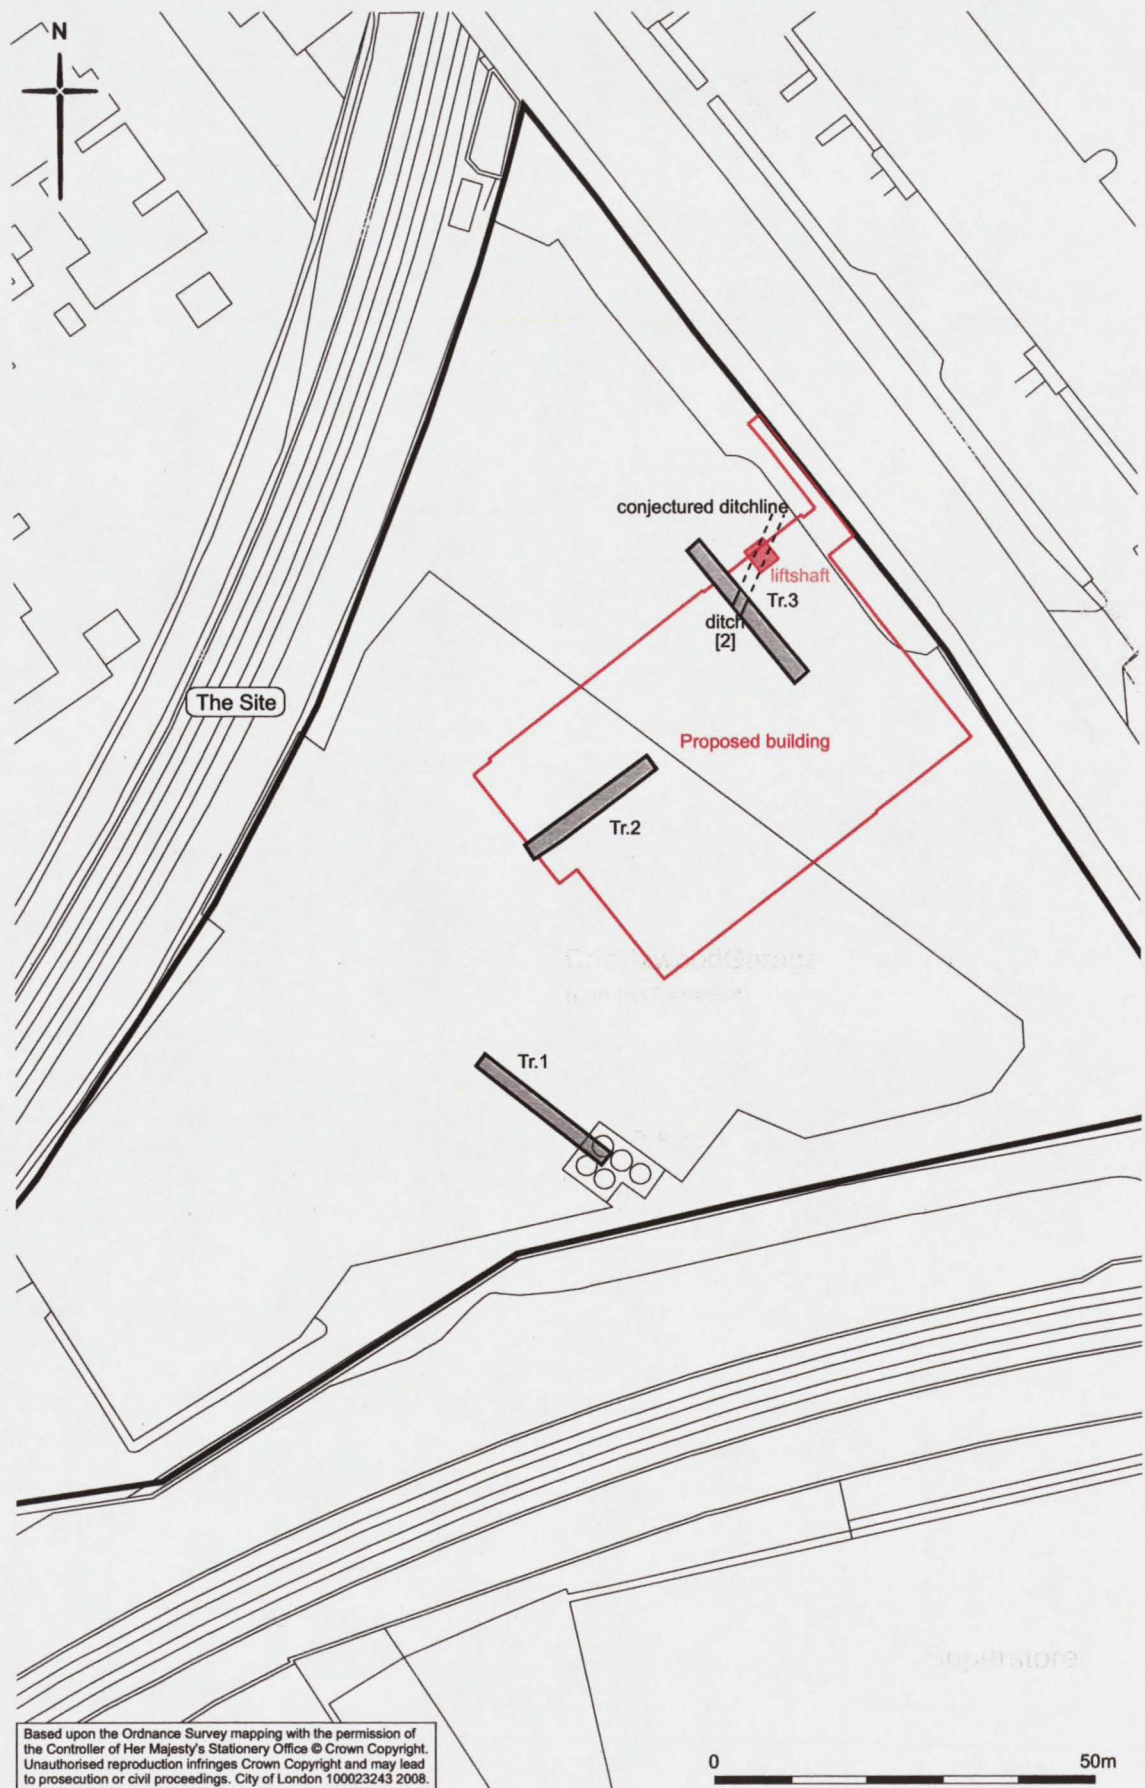 N
conjectured ditchline
liftshaft
Tr.3
ditch
[2]
The Site
Proposed building
Tr.2
Tr.1
Superstore
Based upon the Ordnance Survey mapping with the permission of
the Controller of Her Majesty's Stationery Office © Crown Copyright.
Unauthorised reproduction infringes Crown Copyright and may lead
to prosecution or civil proceedings. City of London 100023243 2008.
0 50m